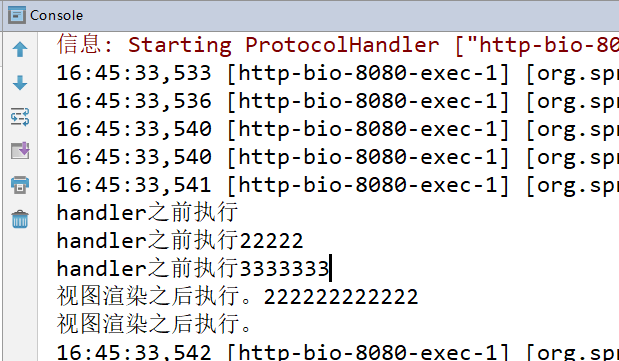 Console
信息: Starting ProtocolHandler ["http-bio-80
16:45:33,533 [http-bio-8080-exec-1] [org.spr
16:45:33,536 [http-bio-8080-exec-1] [org.spr
16:45:33,540 [http-bio-8080-exec-1] [org.spr
16:45:33,540 [http-bio-8080-exec-1] [org.spr
16:45:33,541 [http-bio-8080-exec-1] [org.spr
handler之前执行
handler之前执行22222
handler之前执行3333333
视图渲染之后执行。222222222222
视图渲染之后执行。
16:45:33,542 [http-bio-8080-exec-1] [org.spr